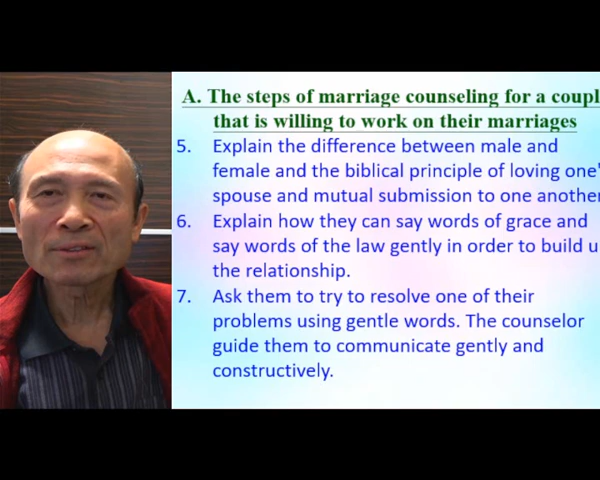 A. The steps of marriage counseling for a coupl
that is willing to work on their marriages
5. Explain the difference between male and
female and the biblical principle of loving one'
spouse and mutual submission to one another
6. Explain how they can say words of grace and
say words of the law gently in order to build u
the relationship.
7. Ask them to try to resolve one of their
problems using gentle words. The counselor
guide them to communicate gently and
constructively.